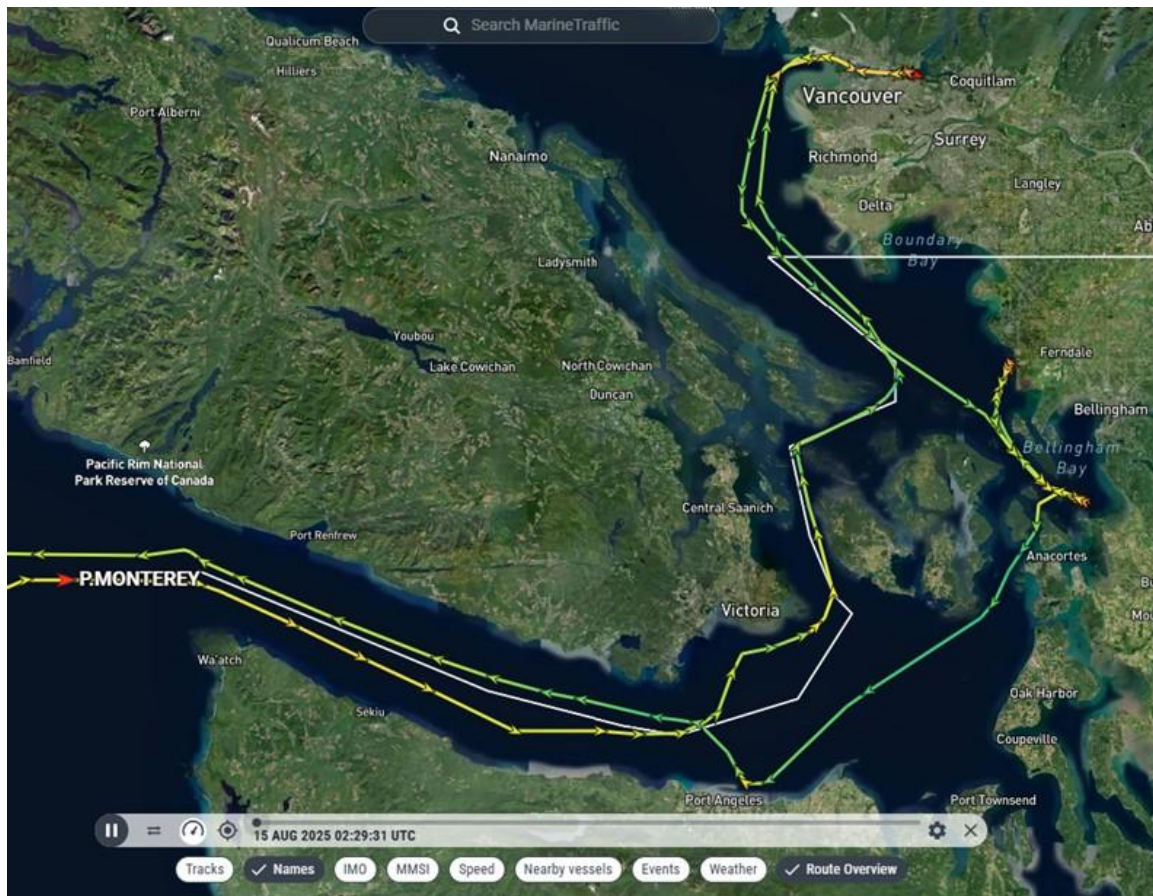 Search MarineTraffic
Qualicum Beach
Hilliers
Coquitlam
Vancouver
Port Alberni
Surrey
Nanaimo
Richmond
Langley
Delta
Ab
Boundary
Bay
Ladysmith
Youbou
Ferndale
Bamfield
Lake Cowichan
North Cowichan
Duncan
Bellingham
Bellingham
Bay
Pacific Rim National
Park Reserve of Canada
Central Saanich
Port Renfrew
Anacortes
P.MONTEREY
Bu
Victoria
Mou
Wa'atch
Oak Harbor
Sekiu
Coupeville
Port Angeles
Port Townsend
15 AUG 2025 02:29:31 UTC
Tracks
Names
IMO
MMSI
Speed
Nearby vessels
Events
Weather
Route Overview